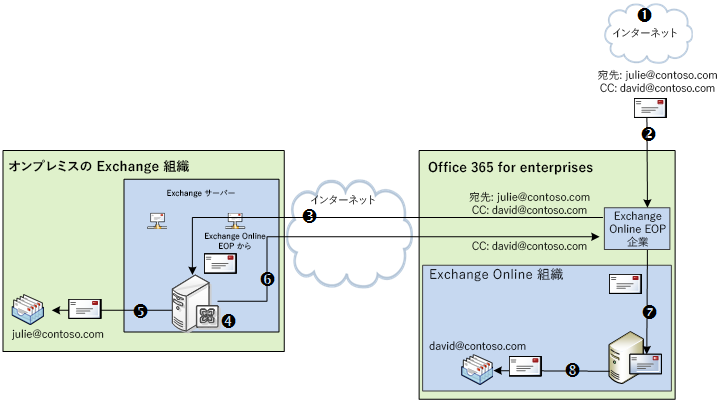 ❶
インターネット
宛先: julie@contoso.com
CC: david@contoso.com
❷
オンプレミスの Exchange 組織
Exchange サーバー
Exchange Online
EOP から
❹
❺
julie@contoso.com
インターネット
❸
❻
Office 365 for enterprises
宛先: julie@contoso.com
CC: david@contoso.com
CC: david@contoso.com
Exchange
Online EOP
企業
Exchange Online 組織
❼
david@contoso.com
❽